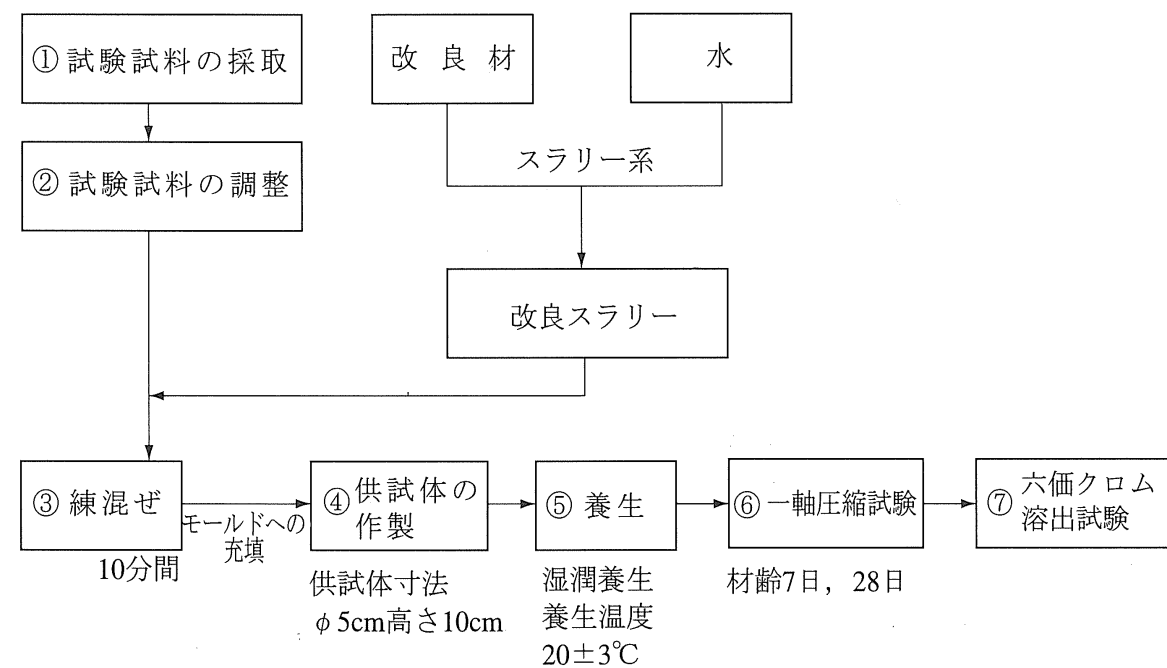 ①試験試料の採取
改良材
水
スラリー系
②試験試料の調整
改良スラリー
③練混ぜ
10分間
モールドへの
充填
④供試体の
作製
供試体寸法
φ5cm高さ10cm
⑤養生
湿潤養生
養生温度
20±3℃
⑥一軸圧縮試験
材齢7日，28日
⑦六価クロム
溶出試験